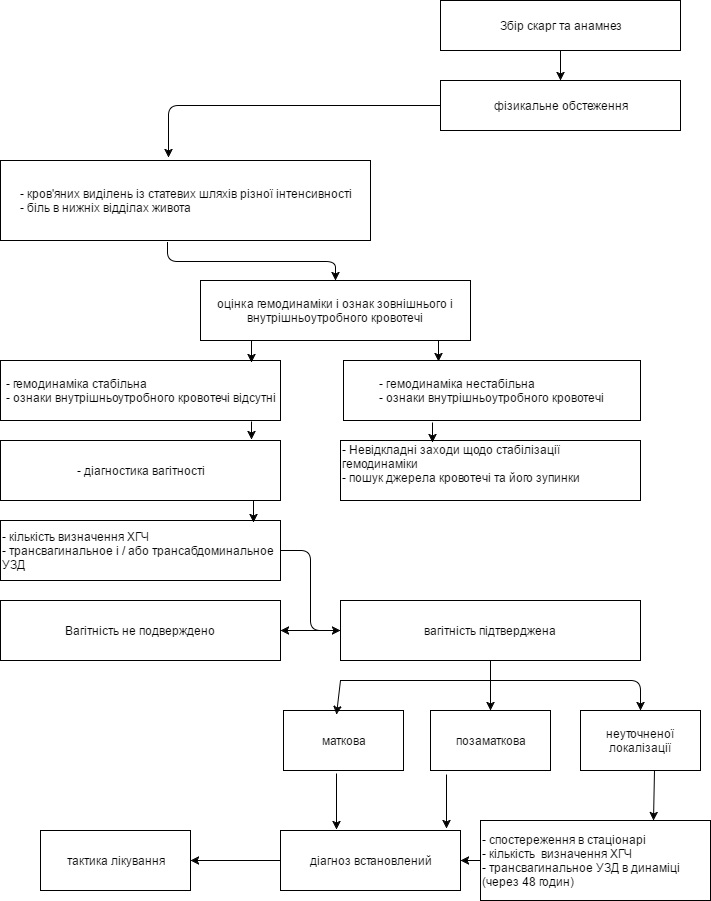 Збір скарг та анамнез
фізикальне обстеження
- кров'яних виділень із статевих шляхів різної інтенсивності
- біль в нижніх відділах живота
оцінка гемодинаміки і ознак зовнішнього і
внутрішньоутробного кровотечі
- гемодинаміка стабільна
- ознаки внутрішньоутробного кровотечі відсутні
- гемодинаміка нестабільна
- ознаки внутрішньоутробного кровотечі
- діагностика вагітності
- Невідкладні заходи щодо стабілізації
гемодинаміки
- пошук джерела кровотечі та його зупинки
- кількість визначення ХГЧ
- трансвагинальное і / або трансабдоминальное
УЗД
Вагітність не подверждено
вагітність підтверджена
маткова
позаматкова
неуточненої
локалізації
тактика лікування
діагноз встановлений
- спостереження в стаціонарі
- кількість  визначення ХГЧ
- трансвагинальное УЗД в динаміці
(через 48 годин)